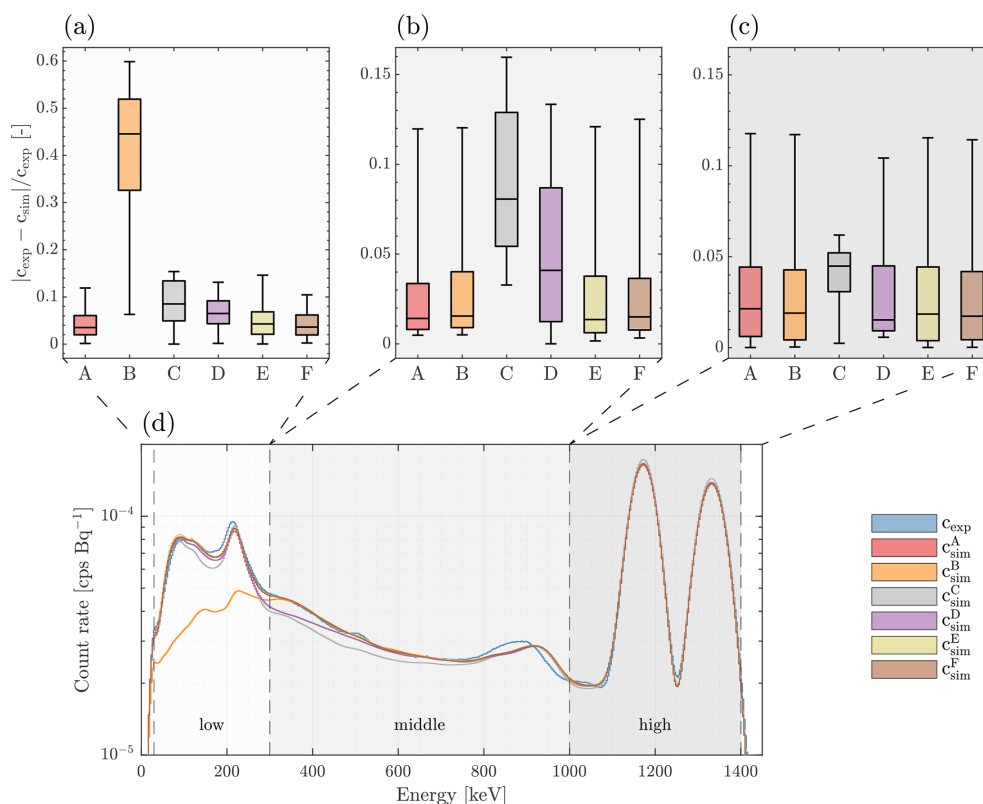 (a) (b) (c)
|c_exp − c_sim|/c_exp [-]
0.6
0.5
0.4
0.3
0.2
0.1
0
A B C D E F
0.15
0.1
0.05
0
A B C D E F
0.15
0.1
0.05
0
A B C D E F
(d)
Count rate [cps Bq⁻¹]
10⁻⁴
10⁻⁵
low middle high
0 200 400 600 800 1000 1200 1400
Energy [keV]
c_exp
c_sim^A
c_sim^B
c_sim^C
c_sim^D
c_sim^E
c_sim^F